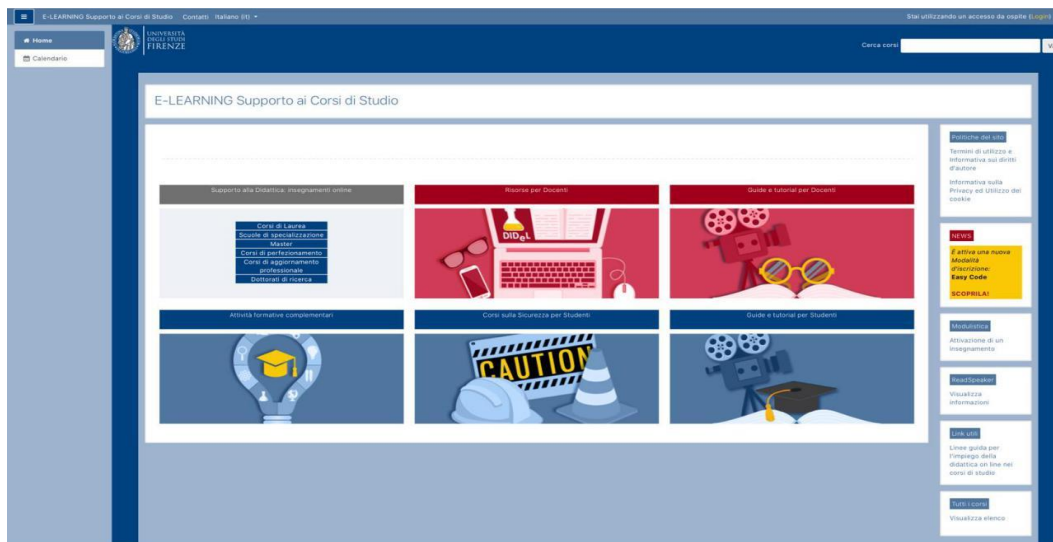 E-LEARNING Supporto ai Corsi di Studio Contatti Italiano (it)
Stai utilizzando un accesso da ospite (Login)
Home
Calendario
UNIVERSITÀ
DEGLI STUDI
FIRENZE
Cerca corsi
E-LEARNING Supporto ai Corsi di Studio
Supporto alla Didattica: insegnamenti online
Corsi di Laurea
Scuole di specializzazione
Master
Corsi di perfezionamento
Corsi di aggiornamento
professionale
Dottorati di ricerca
Risorse per Docenti
DIDeL
Guide e tutorial per Docenti
Attività formative complementari
Corsi sulla Sicurezza per Studenti
CAUTION
Guide e tutorial per Studenti
Politiche del sito
Termini di utilizzo e
informativa sui diritti
d'autore
Informativa sulla
Privacy ed Utilizzo dei
cookie
NEWS
È attiva una nuova
Modalità
d'iscrizione:
Easy Code
SCOPRILA!
Modulistica
Attivazione di un
insegnamento
ReadSpeaker
Visualizza
informazioni
Link utili
Linee guida per
l'impiego della
didattica on line nei
corsi di studio
Tutti i corsi
Visualizza elenco